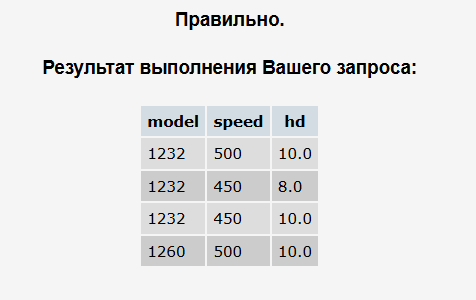 Правильно.
Результат выполнения Вашего запроса:
model speed hd
1232 500 10.0
1232 450 8.0
1232 450 10.0
1260 500 10.0